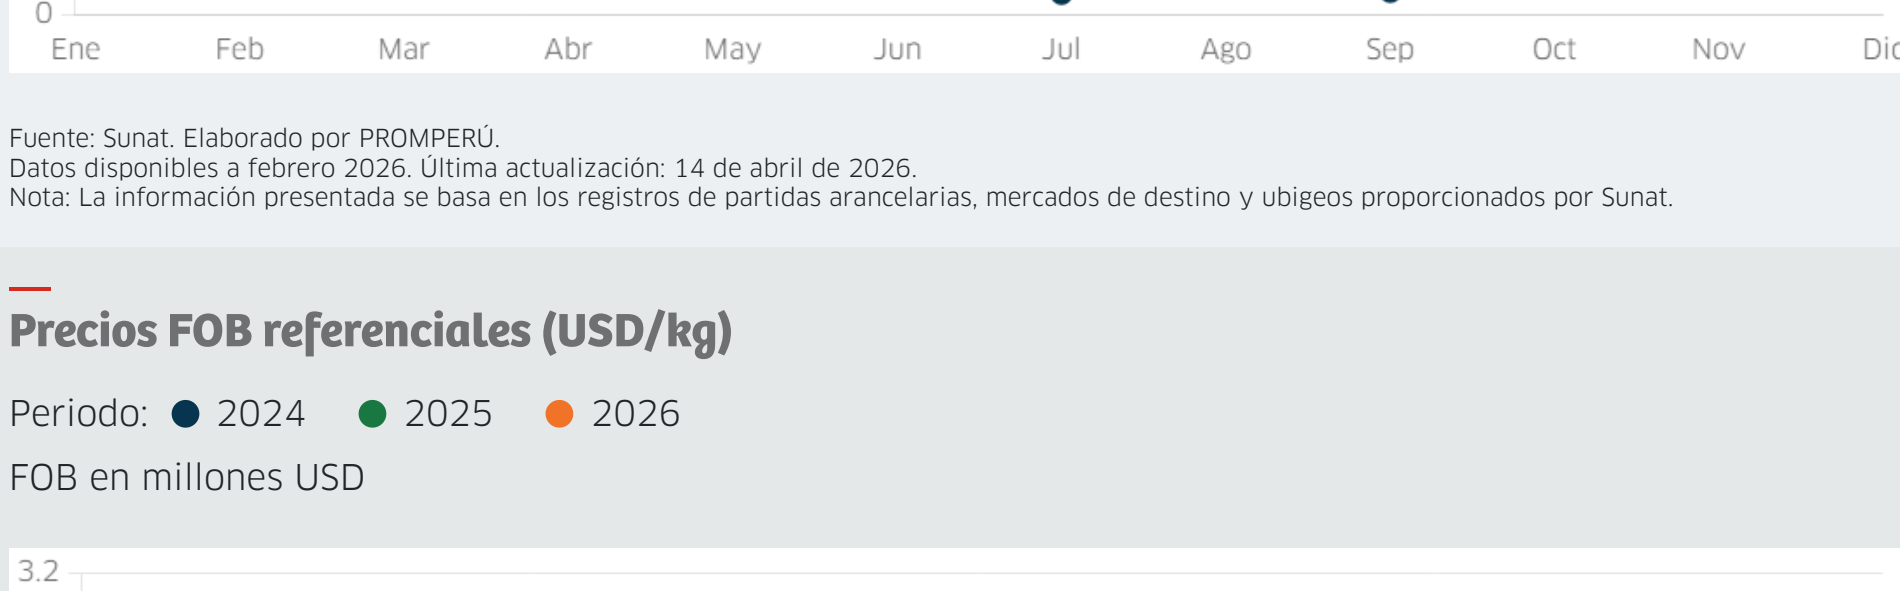 0
Ene Feb Mar Abr May Jun Jul Ago Sep Oct Nov
Fuente: Sunat. Elaborado por PROMPERÚ.
Datos disponibles a febrero 2026. Última actualización: 14 de abril de 2026.
Nota: La información presentada se basa en los registros de partidas arancelarias, mercados de destino y ubigeos proporcionados por Sunat.
Precios FOB referenciales (USD/kg)
Periodo: 2024 2025 2026
FOB en millones USD
3.2